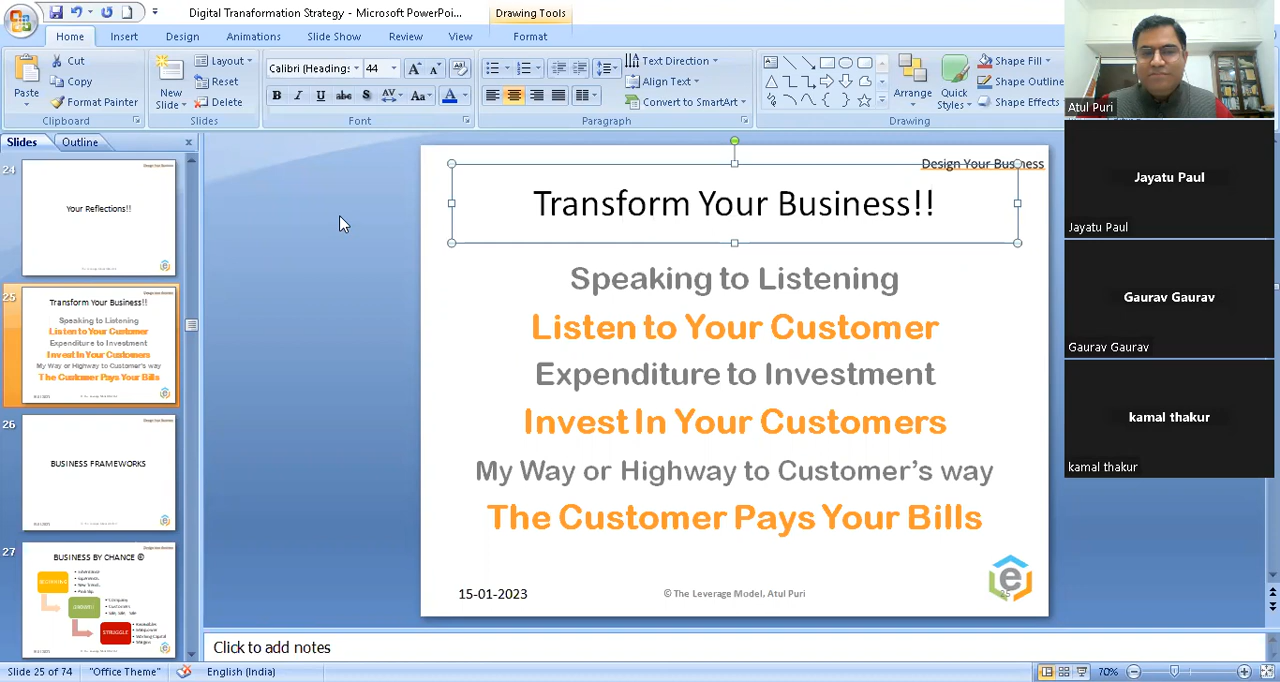 Digital Tranaformation Strategy - Microsoft PowerPoi...
Drawing Tools
Home Insert Design Animations Slide Show Review View Format
Paste
Cut
Copy
Format Painter
Clipboard
New
Slide
Layout
Reset
Delete
Slides
Calibri (Heading: 44
B I U abc S AV Aa A
Font
Text Direction
Align Text
Convert to SmartArt
Paragraph
Arrange
Quick
Styles
Shape Fill
Shape Outline
Shape Effects
Drawing
Slides Outline
24
Your Reflections!!
25
Transform Your Business!!
Speaking to Listening
Listen to Your Customer
Expenditure to Investment
Invest In Your Customers
My Way or Highway to Customer's way
The Customer Pays Your Bills
26
BUSINESS FRAMEWORKS
27
BUSINESS BY CHANCE
STRUGGLE
Design Your Business
Transform Your Business!!
Speaking to Listening
Listen to Your Customer
Expenditure to Investment
Invest In Your Customers
My Way or Highway to Customer's way
The Customer Pays Your Bills
15-01-2023
© The Leverage Model, Atul Puri
25
e
Click to add notes
Slide 25 of 74
"Office Theme"
English (India)
70%
Atul Puri
Jayatu Paul
Jayatu Paul
Gaurav Gaurav
Gaurav Gaurav
kamal thakur
kamal thakur